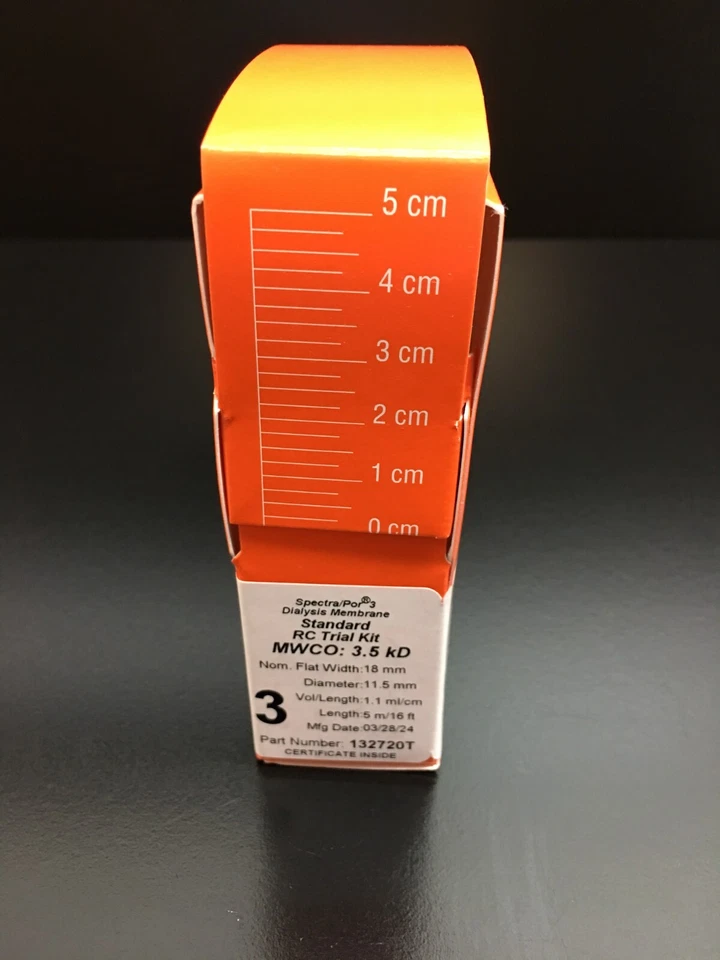 5 cm
4 cm
3 cm
2 cm
1 cm
0 cm
Spectra/Por®3
Dialysis Membrane
Standard
RC Trial Kit
MWCO: 3.5 kD
Nom. Flat Width:18 mm
Diameter:11.5 mm
3
Vol/Length:1.1 ml/cm
Length:5 m/16 ft
Mfg Date:03/28/24
Part Number: 132720T
CERTIFICATE INSIDE